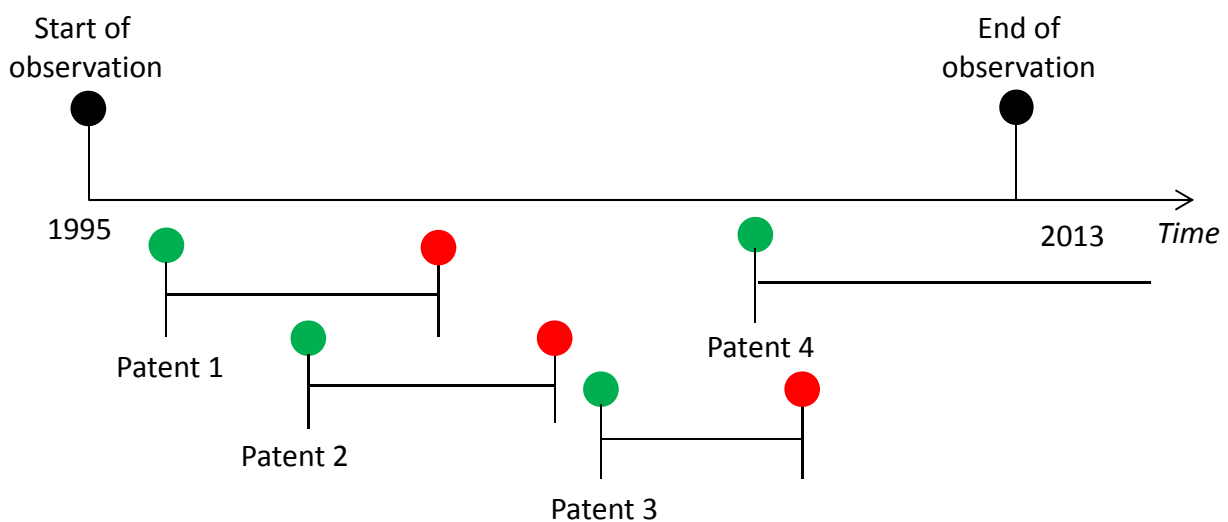 Start of
observation
End of
observation
1995
2013
Time
Patent 1
Patent 4
Patent 2
Patent 3